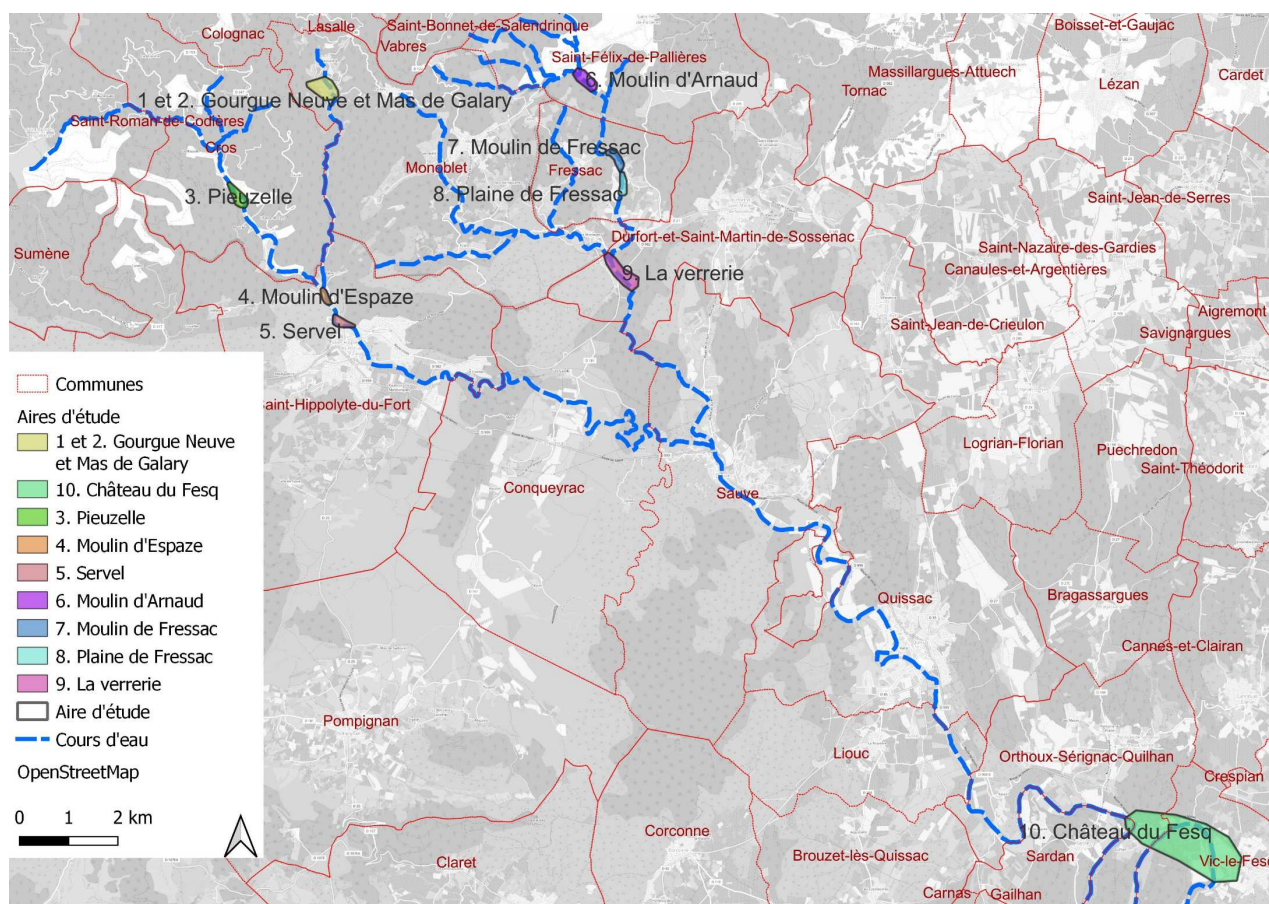 Lasalle
Saint-Bonnet-de-Salendrinque
Colognac
Vabres
Saint-Félix-de-Pallières
Boisset-et-Gaujac
Massillargues-Attuech
Lézan
Cardet
Tornac
6. Moulin d'Arnaud
1 et 2. Gourgue Neuve et Mas de Galary
Saint-Roman-de-Codières
Cros
7. Moulin de Fressac
Monoblet
Fressac
3. Pieuzelle
8. Plaine de Fressac
Saint-Jean-de-Serres
Sumène
Durfort-et-Saint-Martin-de-Sossenac
Saint-Nazaire-des-Gardies
Canaules-et-Argentières
9. La verrerie
4. Moulin d'Espaze
5. Servel
Saint-Jean-de-Crieulon
Aigremont
Savignargues
Saint-Hippolyte-du-Fort
Logrian-Florian
Puechredon
Saint-Théodorit
Conqueyrac
Sauve
Quissac
Bragassargues
Cannes-et-Clairan
Pompignan
Liouc
Orthoux-Sérignac-Quilhan
Crespian
Corconne
10. Château du Fesq
Claret
Brouzet-lès-Quissac
Sardan
Vic-le-Fesq
Carnas
Gailhan
Communes
Aires d'étude
1 et 2. Gourgue Neuve
et Mas de Galary
10. Château du Fesq
3. Pieuzelle
4. Moulin d'Espaze
5. Servel
6. Moulin d'Arnaud
7. Moulin de Fressac
8. Plaine de Fressac
9. La verrerie
Aire d'étude
Cours d'eau
OpenStreetMap
0 1 2 km